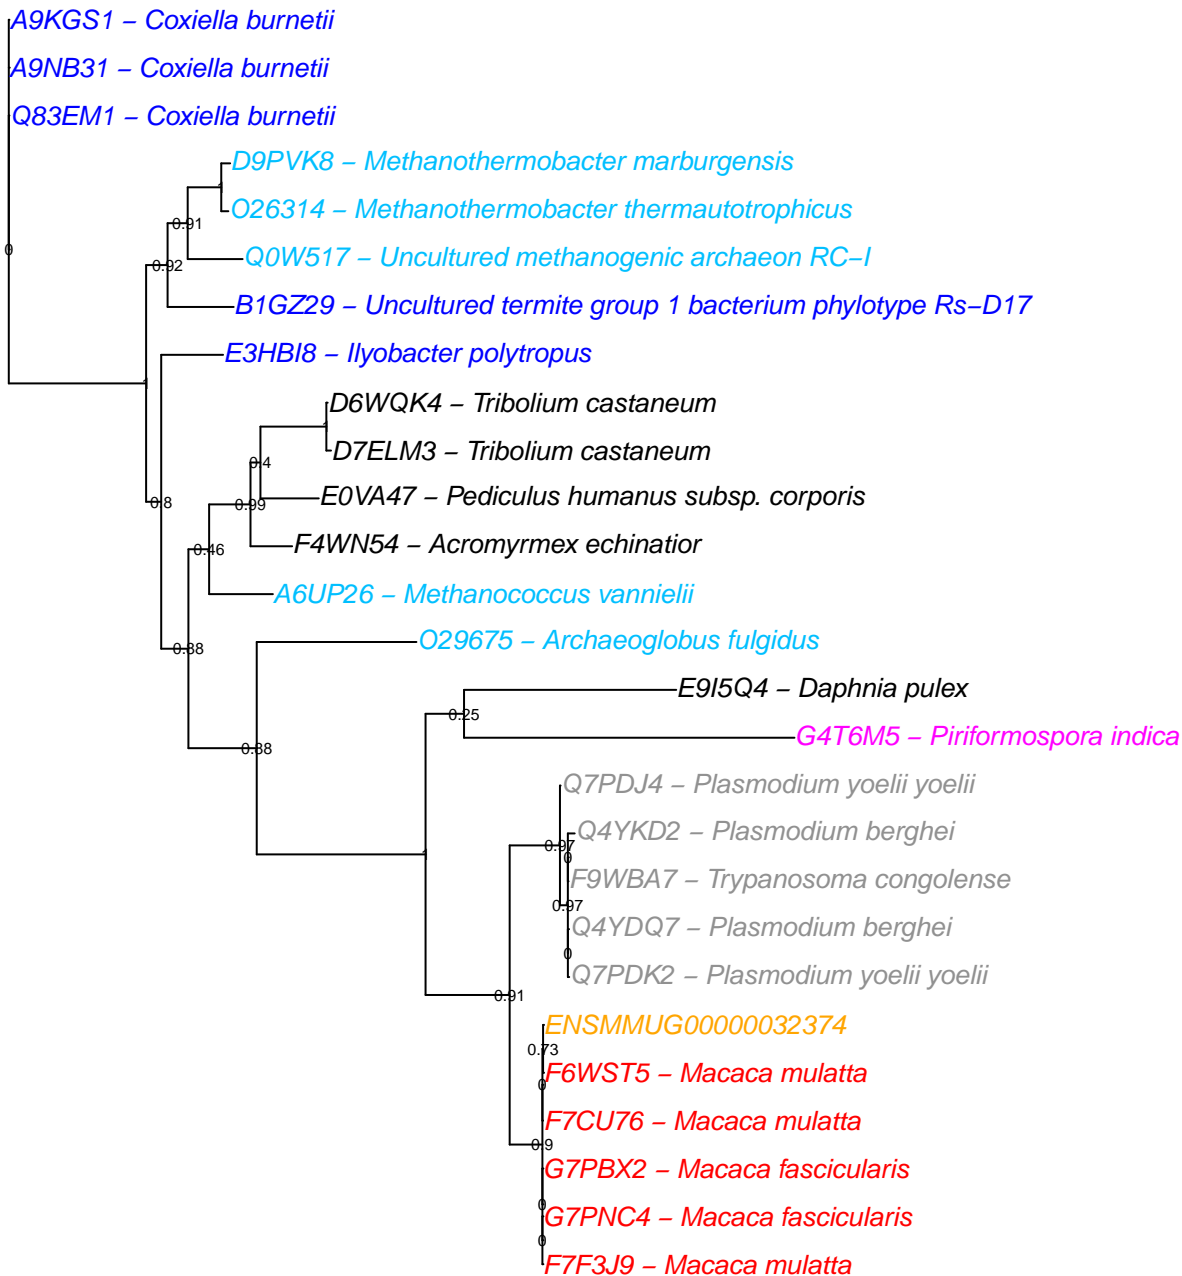 A9KGS1 – Coxiella burnetii
A9NB31 – Coxiella burnetii
Q83EM1 – Coxiella burnetii
D9PVK8 – Methanothermobacter marburgensis
1
O26314 – Methanothermobacter thermautotrophicus
0.91
0
Q0W517 – Uncultured methanogenic archaeon RC–I
0.92
B1GZ29 – Uncultured termite group 1 bacterium phylotype Rs–D17
E3HBI8 – Ilyobacter polytropus
1
D6WQK4 – Tribolium castaneum
1
D7ELM3 – Tribolium castaneum
0.4
E0VA47 – Pediculus humanus subsp. corporis
0.8
0.99
F4WN54 – Acromyrmex echinatior
0.46
A6UP26 – Methanococcus vannielii
O29675 – Archaeoglobus fulgidus
0.88
E9I5Q4 – Daphnia pulex
0.25
G4T6M5 – Piriformospora indica
0.88
Q7PDJ4 – Plasmodium yoelii yoelii
Q4YKD2 – Plasmodium berghei
0.97
0
1
F9WBA7 – Trypanosoma congolense
0.97
Q4YDQ7 – Plasmodium berghei
0
Q7PDK2 – Plasmodium yoelii yoelii
0.91
ENSMMUG00000032374
0.73
F6WST5 – Macaca mulatta
0
F7CU76 – Macaca mulatta
0.9
G7PBX2 – Macaca fascicularis
0
G7PNC4 – Macaca fascicularis
0
F7F3J9 – Macaca mulatta